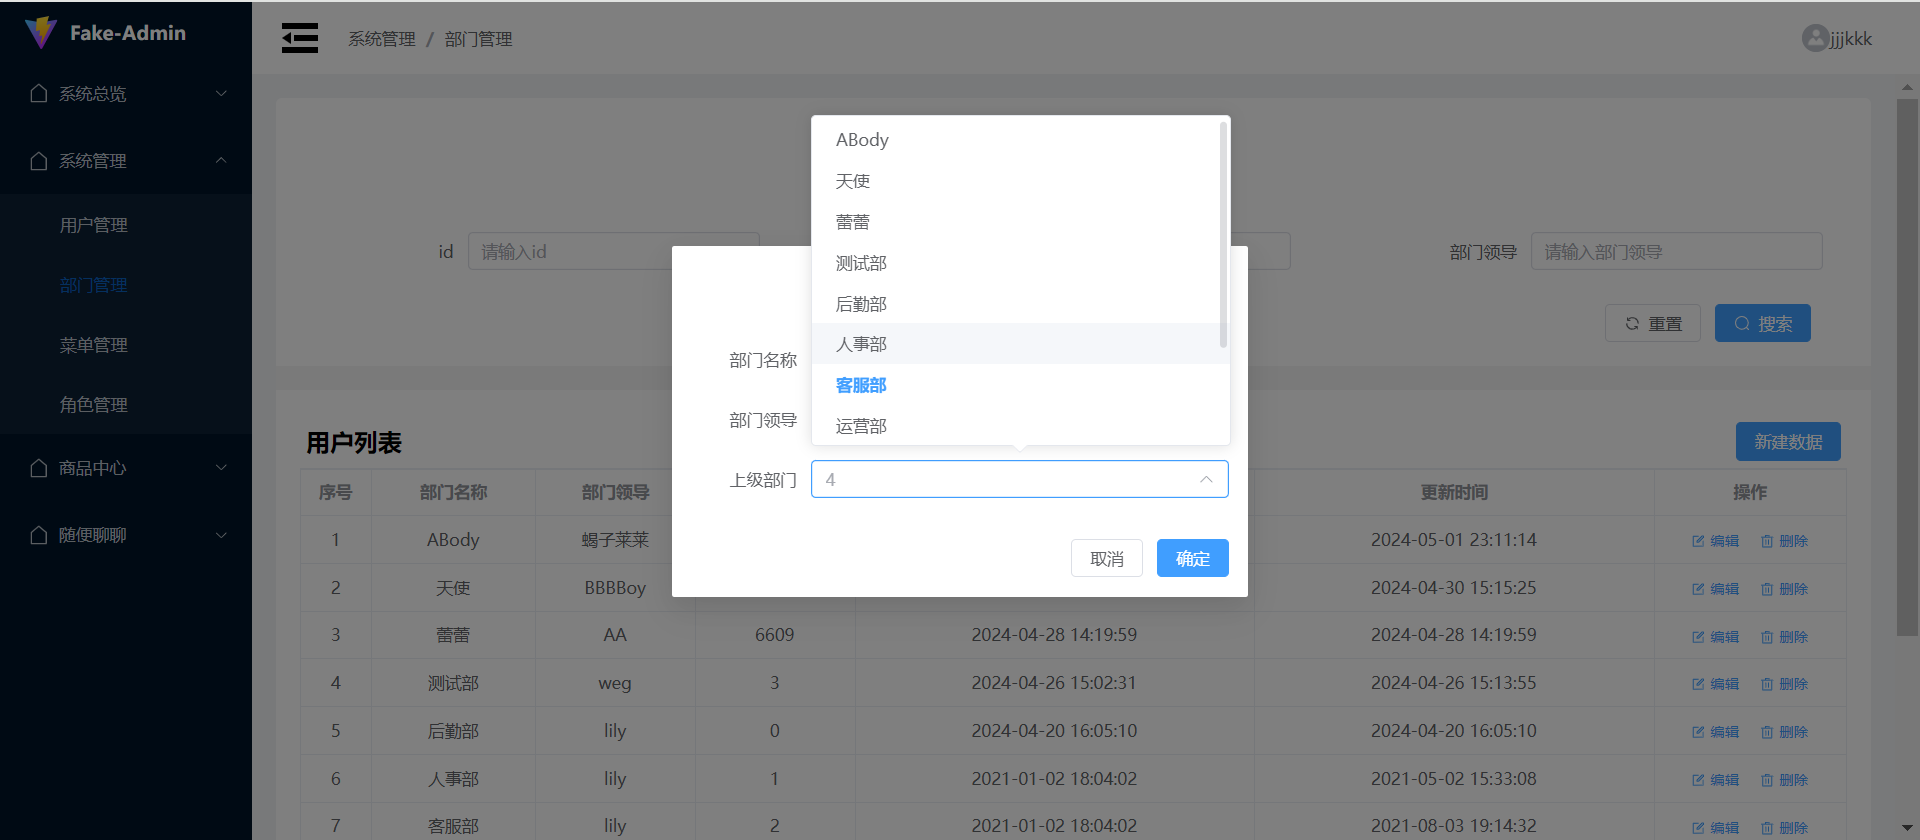 Fake-Admin
系统管理 / 部门管理
jjjkkk
系统总览
系统管理
用户管理
部门管理
菜单管理
角色管理
商品中心
随便聊聊
id 请输入id
部门领导 请输入部门领导
重置 搜索
ABody
天使
蕾蕾
测试部
后勤部
人事部
客服部
运营部
部门名称
部门领导
上级部门 4
取消 确定
用户列表 新建数据
序号 部门名称 部门领导 更新时间 操作
1 ABody 蝎子莱莱 2024-05-01 23:11:14 编辑 删除
2 天使 BBBBoy 2024-04-30 15:15:25 编辑 删除
3 蕾蕾 AA 6609 2024-04-28 14:19:59 2024-04-28 14:19:59 编辑 删除
4 测试部 weg 3 2024-04-26 15:02:31 2024-04-26 15:13:55 编辑 删除
5 后勤部 lily 0 2024-04-20 16:05:10 2024-04-20 16:05:10 编辑 删除
6 人事部 lily 1 2021-01-02 18:04:02 2021-05-02 15:33:08 编辑 删除
7 客服部 lily 2 2021-01-02 18:04:02 2021-08-03 19:14:32 编辑 删除